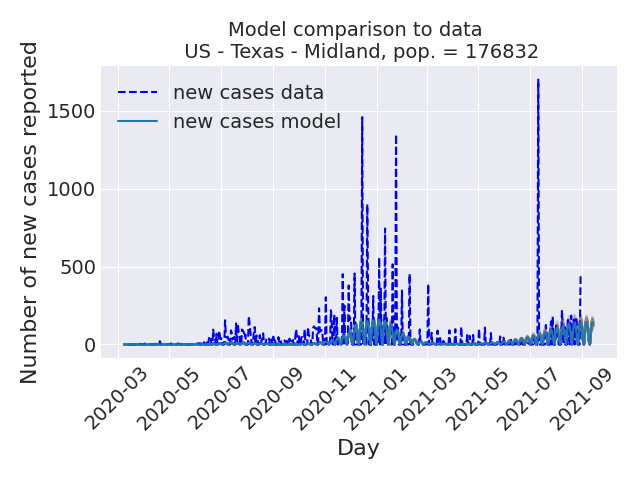 Model comparison to data
US - Texas - Midland, pop. = 176832
new cases data
new cases model
Number of new cases reported
1500
1000
500
0
2020-03
2020-05
2020-07
2020-09
2020-11
2021-01
2021-03
2021-05
2021-07
2021-09
Day